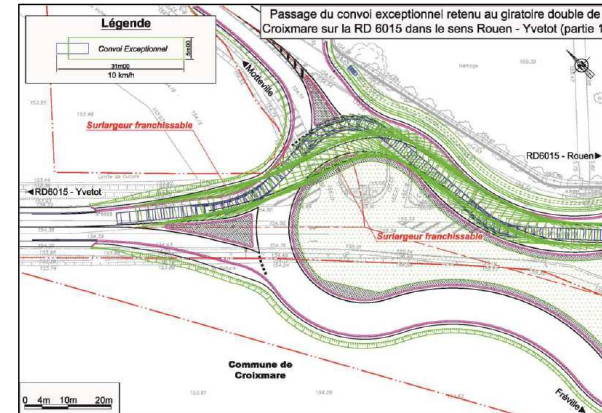 Légende
Convoi Exceptionnel
5m00
31m00
10 km/h
Passage du convoi exceptionnel retenu au giratoire double de
Croixmare sur la RD 6015 dans le sens Rouen - Yvetot (partie 1
Motteville
Surlargeur franchissable
RD6015 - Rouen
RD6015 - Yvetot
Surlargeur franchissable
Commune de
Croixmare
Fréville
0 4m 10m 20m